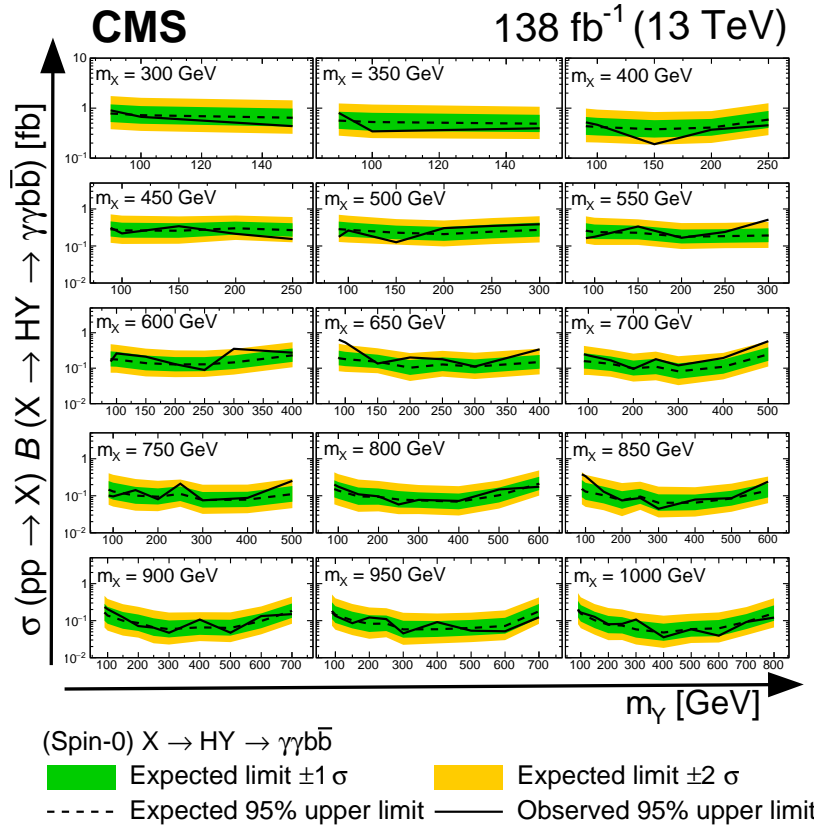 CMS 138 fb⁻¹ (13 TeV)
σ (pp → X) B (X → HY → γγbb̅) [fb]
m_X = 300 GeV m_X = 350 GeV m_X = 400 GeV
10
1
10⁻¹
100 120 140 100 120 140 100 150 200 250
m_X = 450 GeV m_X = 500 GeV m_X = 550 GeV
1
10⁻¹
10⁻²
100 150 200 250 100 150 200 250 300 100 150 200 250 300
m_X = 600 GeV m_X = 650 GeV m_X = 700 GeV
1
10⁻¹
10⁻²
100 150 200 250 300 350 400 100 150 200 250 300 350 400 100 200 300 400 500
m_X = 750 GeV m_X = 800 GeV m_X = 850 GeV
1
10⁻¹
10⁻²
100 150 200 250 300 350 400 450 500 100 200 300 400 500 600 100 200 300 400 500 600
m_X = 900 GeV m_X = 950 GeV m_X = 1000 GeV
1
10⁻¹
10⁻²
100 200 300 400 500 600 700 100 200 300 400 500 600 700 100 200 300 400 500 600 700 800
m_Y [GeV]
(Spin-0) X → HY → γγbb̅
Expected limit ±1 σ Expected limit ±2 σ
Expected 95% upper limit Observed 95% upper limit